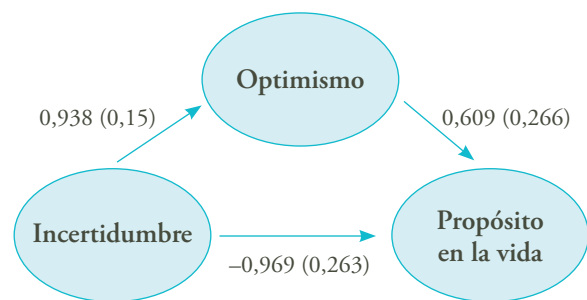 Optimismo
0,938 (0,15)
0,609 (0,266)
Incertidumbre
Propósito
en la vida
–0,969 (0,263)